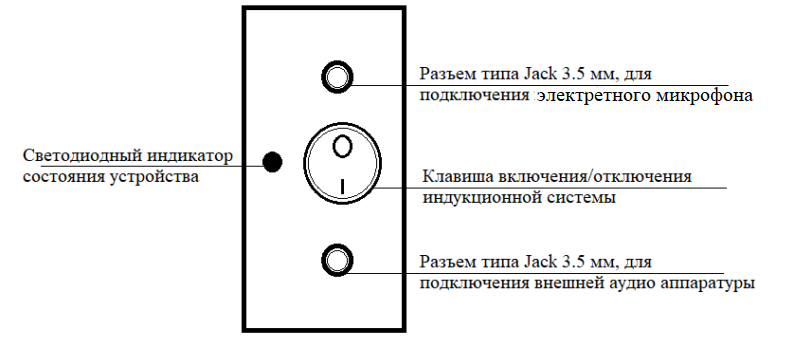 Разъем типа Jack 3.5 мм, для
подключения электретного микрофона
Светодиодный индикатор
состояния устройства
Клавиша включения/отключения
индукционной системы
Разъем типа Jack 3.5 мм, для
подключения внешней аудио аппаратуры